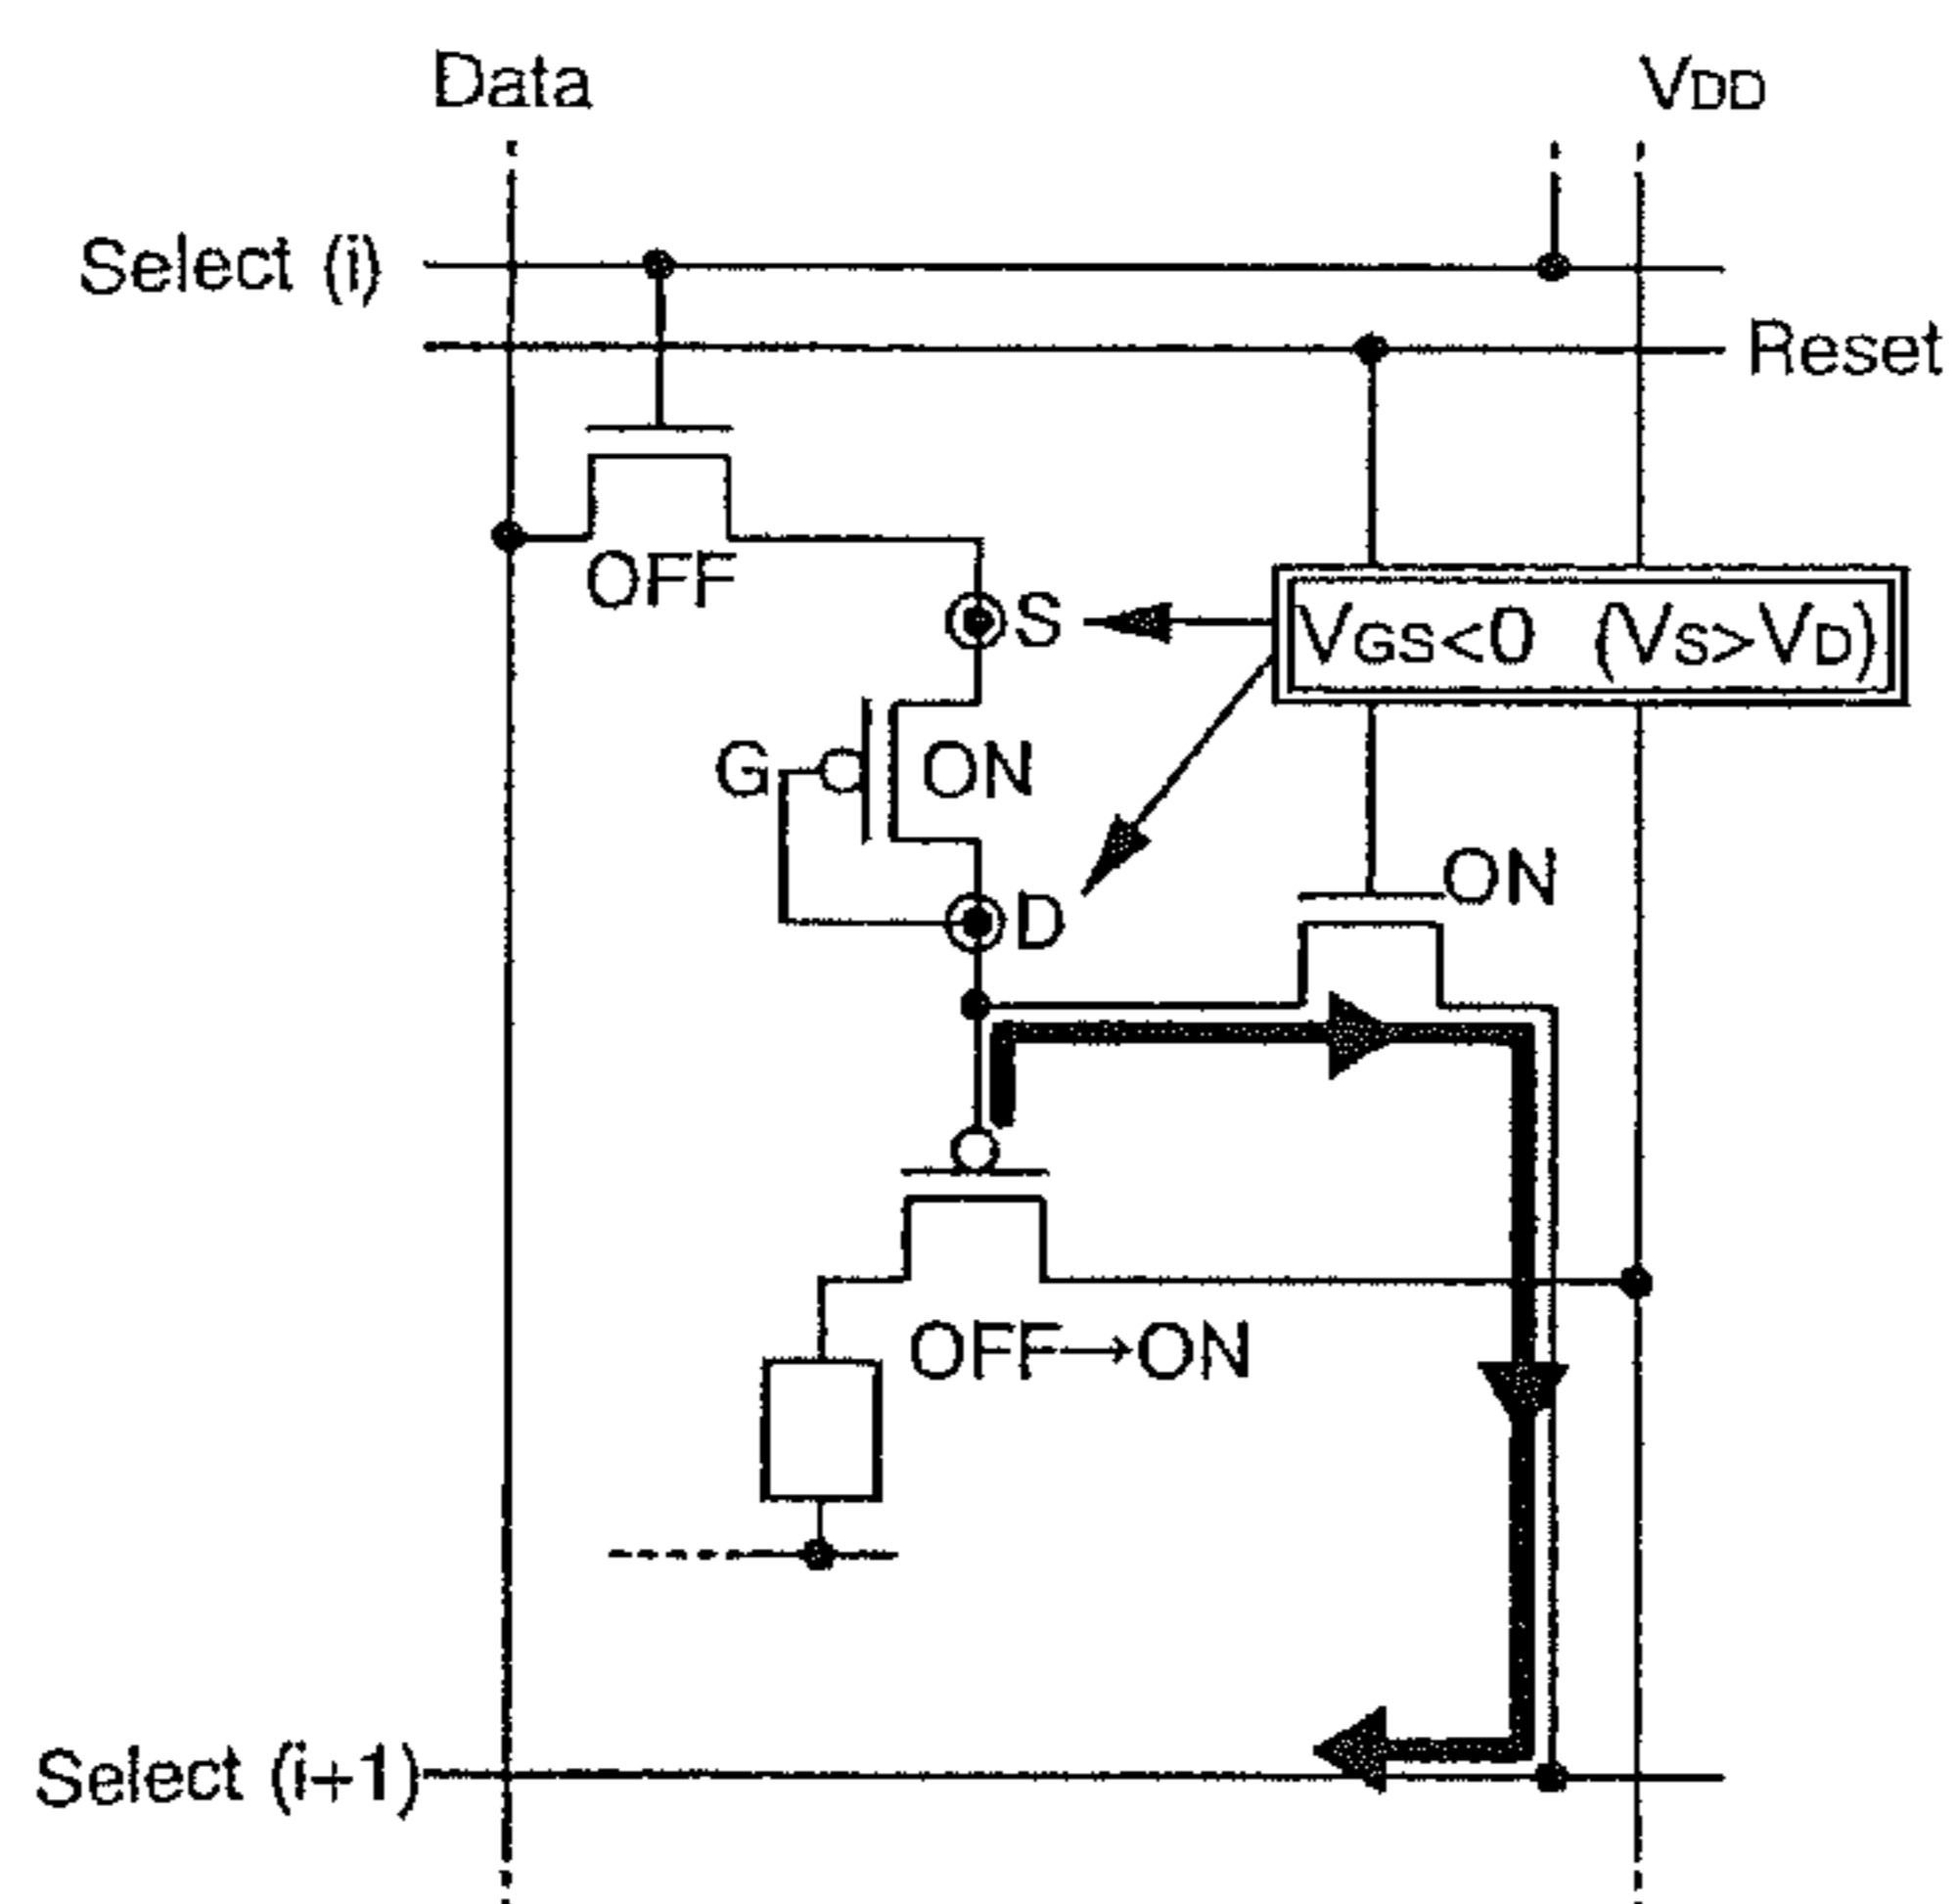 Data
VDD
Select (i)
Reset
OFF
S
VGS<0 (VS>VD)
G
ON
ON
D
OFF→ON
Select (i+1)